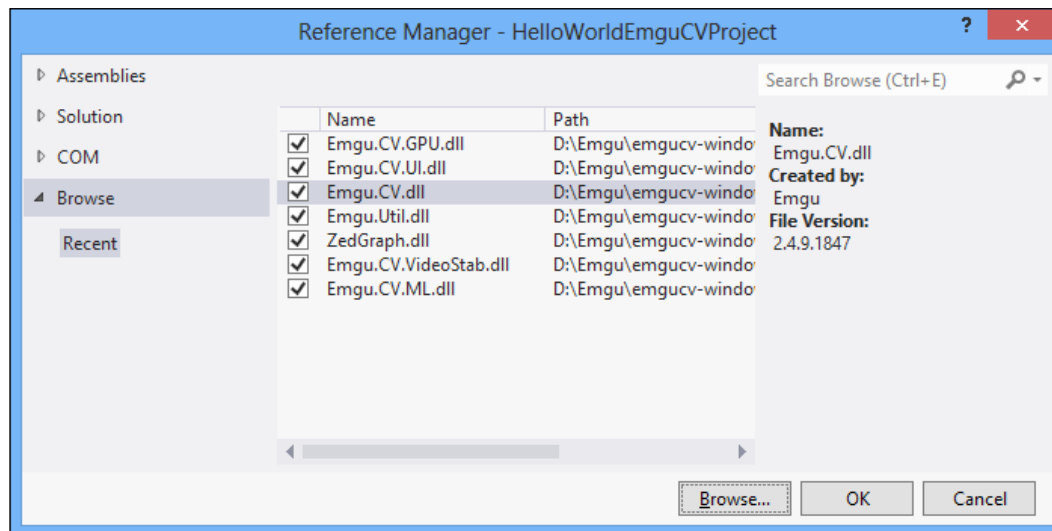 Reference Manager - HelloWorldEmguCVProject
?
Assemblies
Solution
COM
Browse
Recent
Name Path
Emgu.CV.GPU.dll D:\Emgu\emgucv-windo
Emgu.CV.UI.dll D:\Emgu\emgucv-windo
Emgu.CV.dll D:\Emgu\emgucv-windo
Emgu.Util.dll D:\Emgu\emgucv-windo
ZedGraph.dll D:\Emgu\emgucv-windo
Emgu.CV.VideoStab.dll D:\Emgu\emgucv-windo
Emgu.CV.ML.dll D:\Emgu\emgucv-windo
Search Browse (Ctrl+E)
Name:
Emgu.CV.dll
Created by:
Emgu
File Version:
2.4.9.1847
Browse... OK Cancel